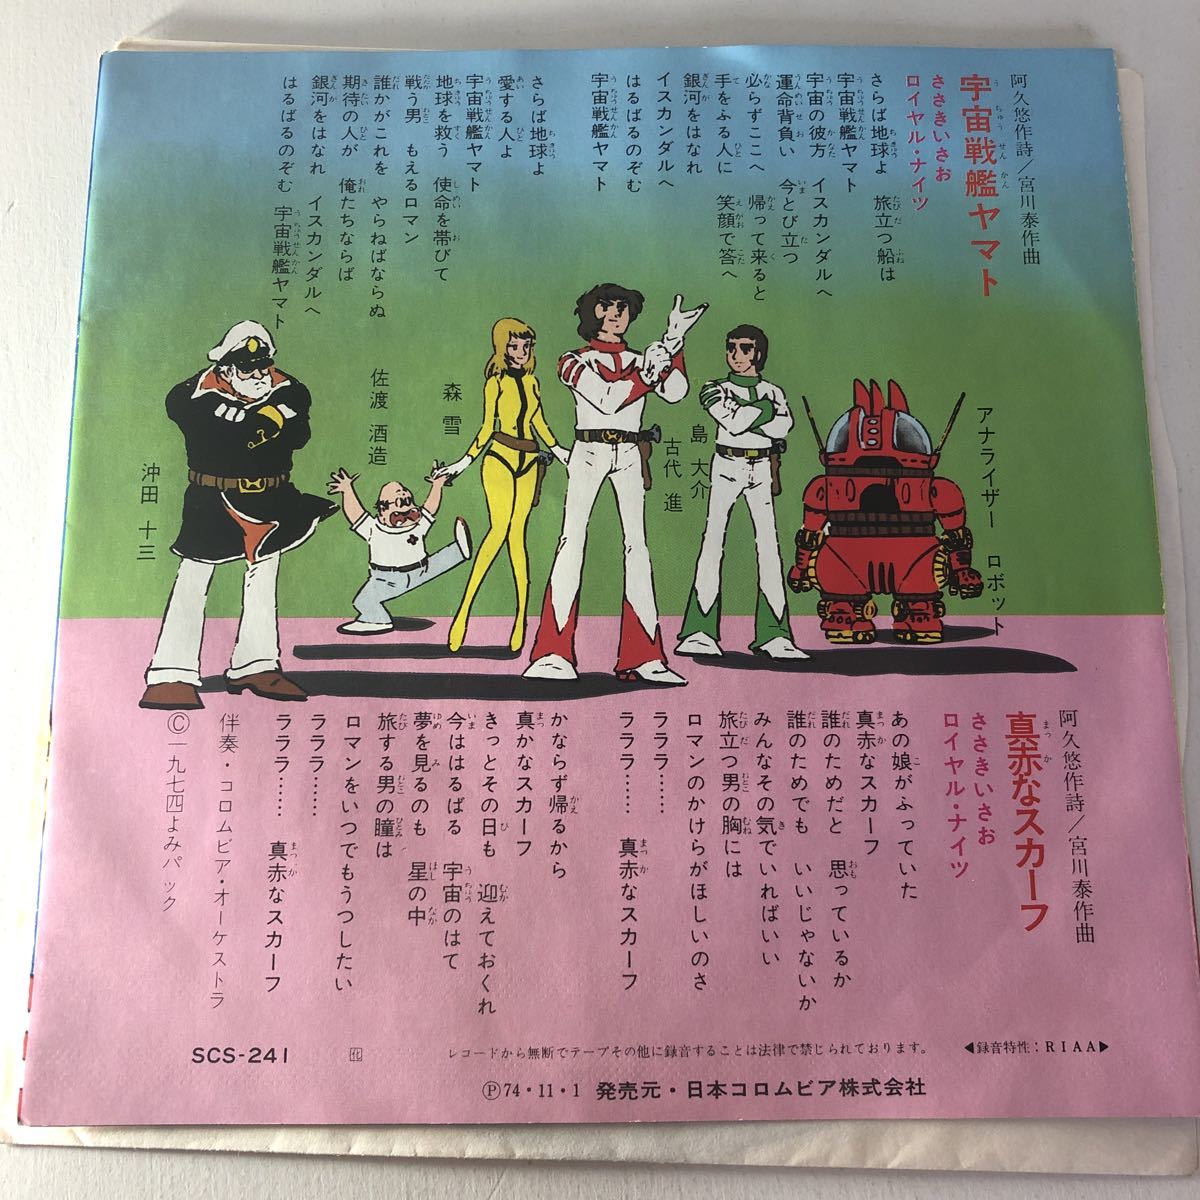 阿久悠作詩／宮川泰作曲
宇宙戦艦ヤマト
ささきいさお
ロイヤル・ナイツ
さらば地球よ　旅立つ船は
宇宙戦艦ヤマト
宇宙の彼方　イスカンダルへ
運命背負い　今とび立つ
必らずここへ　帰って来ると
手をふる人に　笑顔で答へ
銀河をはなれ
イスカンダルへ
はるばるのぞむ
宇宙戦艦ヤマト
さらば地球よ
愛する人よ
宇宙戦艦ヤマト
地球を救う　使命を帯びて
戦う男　もえるロマン
誰かがこれを　やらねばならぬ
期待の人が　俺たちならば
銀河をはなれ　イスカンダルへ
はるばるのぞむ　宇宙戦艦ヤマト
アナライザー　ロボット
島　大介
古代　進
森　雪
佐渡　酒造
沖田　十三
阿久悠作詩／宮川泰作曲
真赤なスカーフ
ささきいさお
ロイヤル・ナイツ
あの娘がふっていた
真赤なスカーフ
誰のためだと　思っているか
誰のためでも　いいじゃないか
みんなその気でいればいい
旅立つ男の胸には
ロマンのかけらがほしいのさ
ラララ……
ラララ……　真赤なスカーフ
かならず帰るから
真かなスカーフ
きっとその日も　迎えておくれ
今ははるばる　宇宙のはて
夢を見るのも　星の中
旅する男の瞳は
ロマンをいつでもうつしたい
ラララ……
ラララ……　真赤なスカーフ
伴奏・コロムビア・オーケストラ
Ⓒ一九七四よみパック
SCS-241
レコードから無断でテープその他に録音することは法律で禁じられております。
◀録音特性：RIAA▶
Ⓟ74・11・1 発売元・日本コロムビア株式会社